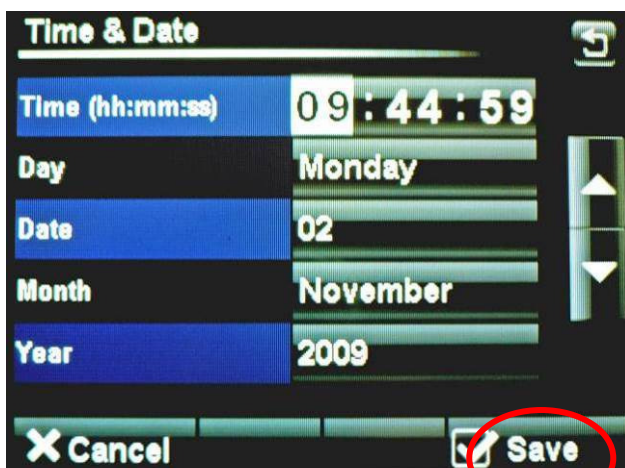 Time & Date
Time (hh:mm:ss) 09:44:59
Day Monday
Date 02
Month November
Year 2009
Cancel Save